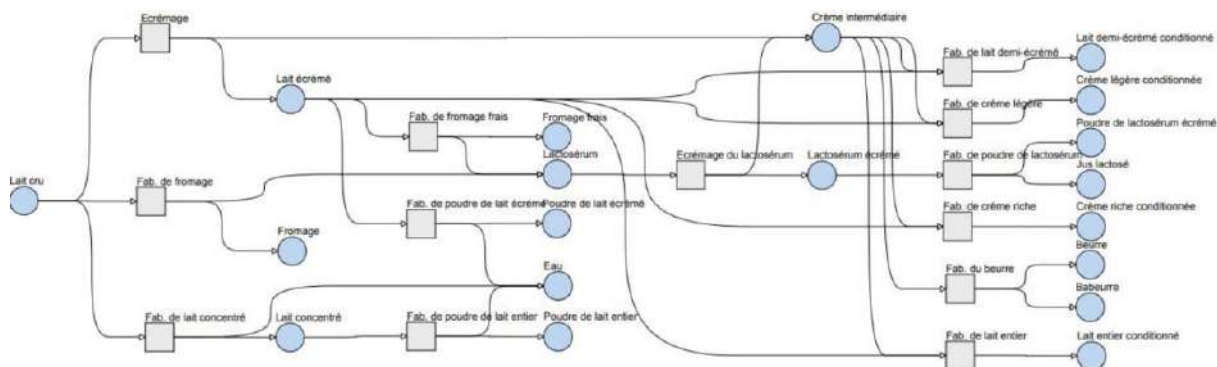 Ecrémage
Crème intermédiaire
Lait demi-écrémé conditionné
Fab. de lait demi-écrémé
Lait écrémé
Crème légère conditionnée
Fab. de crème légère
Fab. de fromage frais
Fromage frais
Poudre de lactosérum écrémé
Lactosérum
Ecrémage du lactosérum
Lactosérum écrémé
Fab. de poudre de lactosérum
Jus lactosé
Lait cru
Fab. de fromage
Fab. de poudre de lait écrémé
Poudre de lait écrémé
Fab. de crème riche
Crème riche conditionnée
Fromage
Beurre
Eau
Fab. du beurre
Babeurre
Fab. de lait concentré
Lait concentré
Fab. de poudre de lait entier
Poudre de lait entier
Fab. de lait entier
Lait entier conditionné